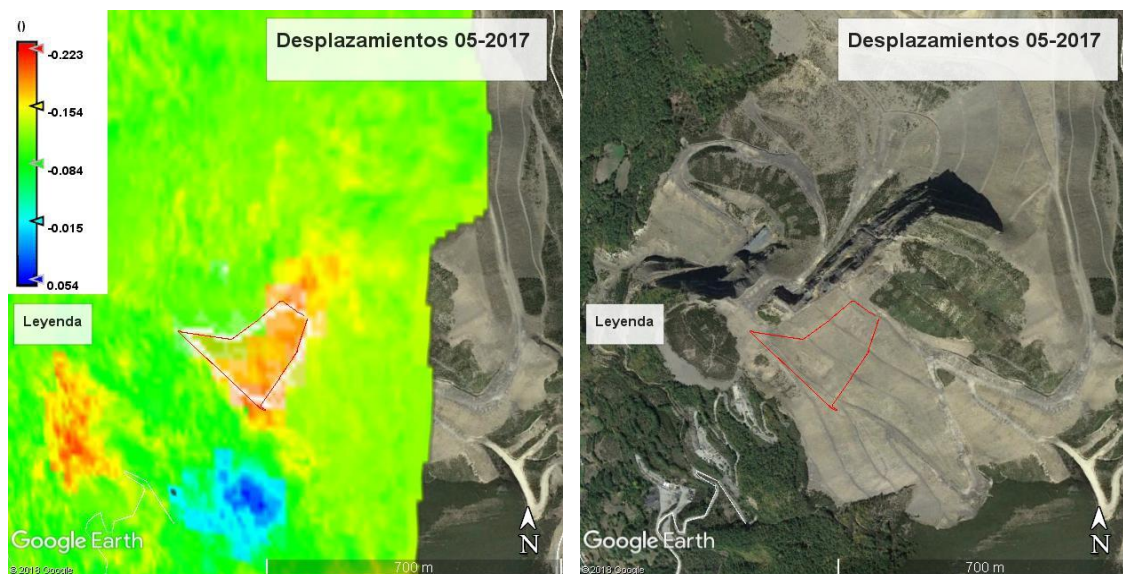 ()
Desplazamientos 05-2017
-0.223
-0.154
-0.084
-0.015
0.054
Leyenda
Google Earth
N
© 2018 Google
700 m
Desplazamientos 05-2017
Leyenda
Google Earth
N
© 2018 Google
700 m